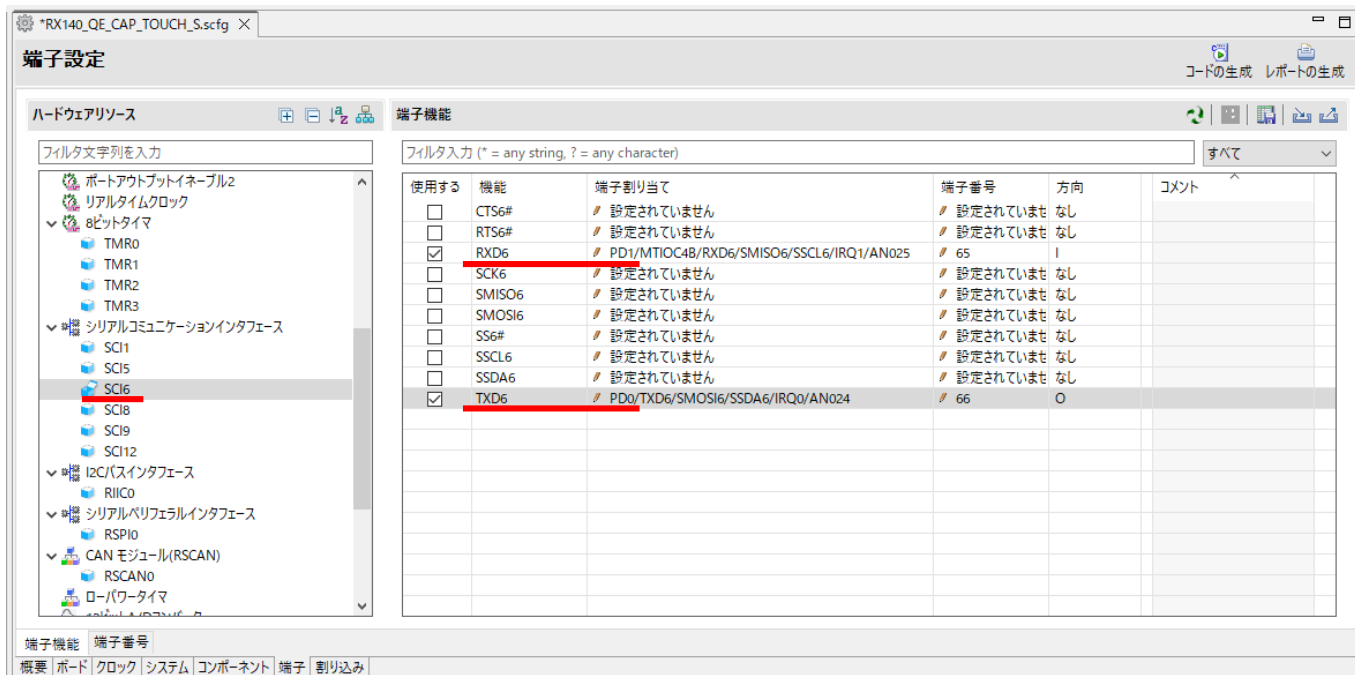 *RX140_QE_CAP_TOUCH_S.scfg
端子設定
コードの生成 レポートの生成
ハードウェアリソース
フィルタ文字列を入力
ポートアウトプットイネーブル2
リアルタイムクロック
8ビットタイマ
TMR0
TMR1
TMR2
TMR3
シリアルコミュニケーションインタフェース
SCI1
SCI5
SCI6
SCI8
SCI9
SCI12
I2Cバスインタフェース
RIIC0
シリアルペリフェラルインタフェース
RSPI0
CAN モジュール(RSCAN)
RSCAN0
ローパワータイマ
端子機能
フィルタ入力 (* = any string, ? = any character)
すべて
使用する 機能 端子割り当て 端子番号 方向 コメント
CTS6# 設定されていません 設定されていませ なし
RTS6# 設定されていません 設定されていませ なし
RXD6 PD1/MTIOC4B/RXD6/SMISO6/SSCL6/IRQ1/AN025 65 I
SCK6 設定されていません 設定されていませ なし
SMISO6 設定されていません 設定されていませ なし
SMOSI6 設定されていません 設定されていませ なし
SS6# 設定されていません 設定されていませ なし
SSCL6 設定されていません 設定されていませ なし
SSDA6 設定されていません 設定されていませ なし
TXD6 PD0/TXD6/SMOSI6/SSDA6/IRQ0/AN024 66 O
端子機能 端子番号
概要 ボード クロック システム コンポーネント 端子 割り込み